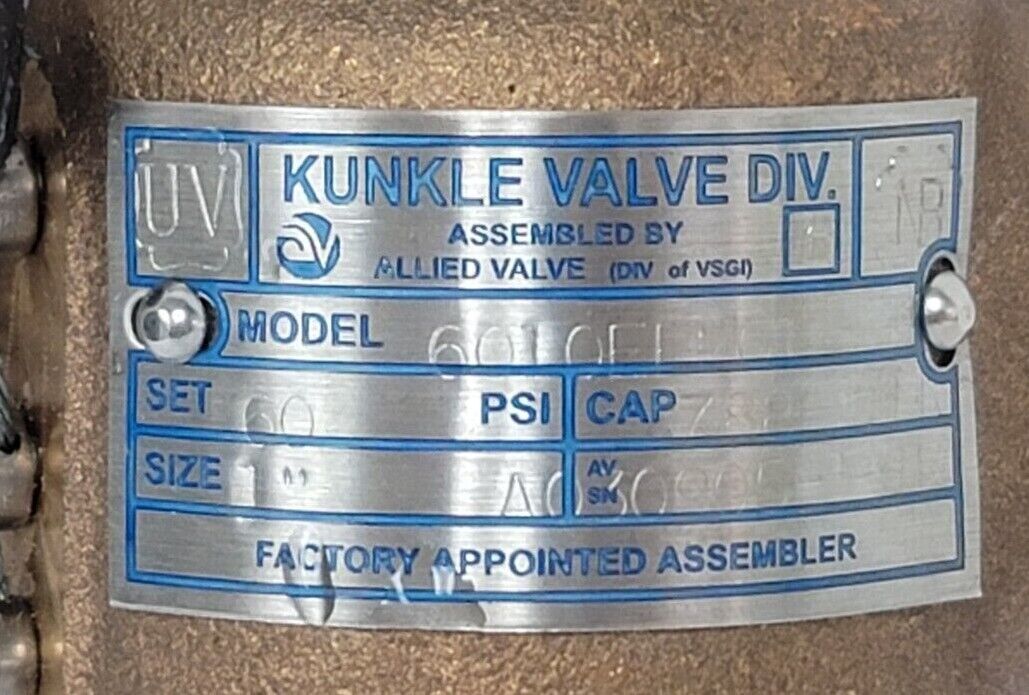 UV
KUNKLE VALVE DIV.
NB
ASSEMBLED BY
ALLIED VALVE (DIV of VSGI)
MODEL
SET 60 PSI CAP
SIZE 1" AV
SN
FACTORY APPOINTED ASSEMBLER